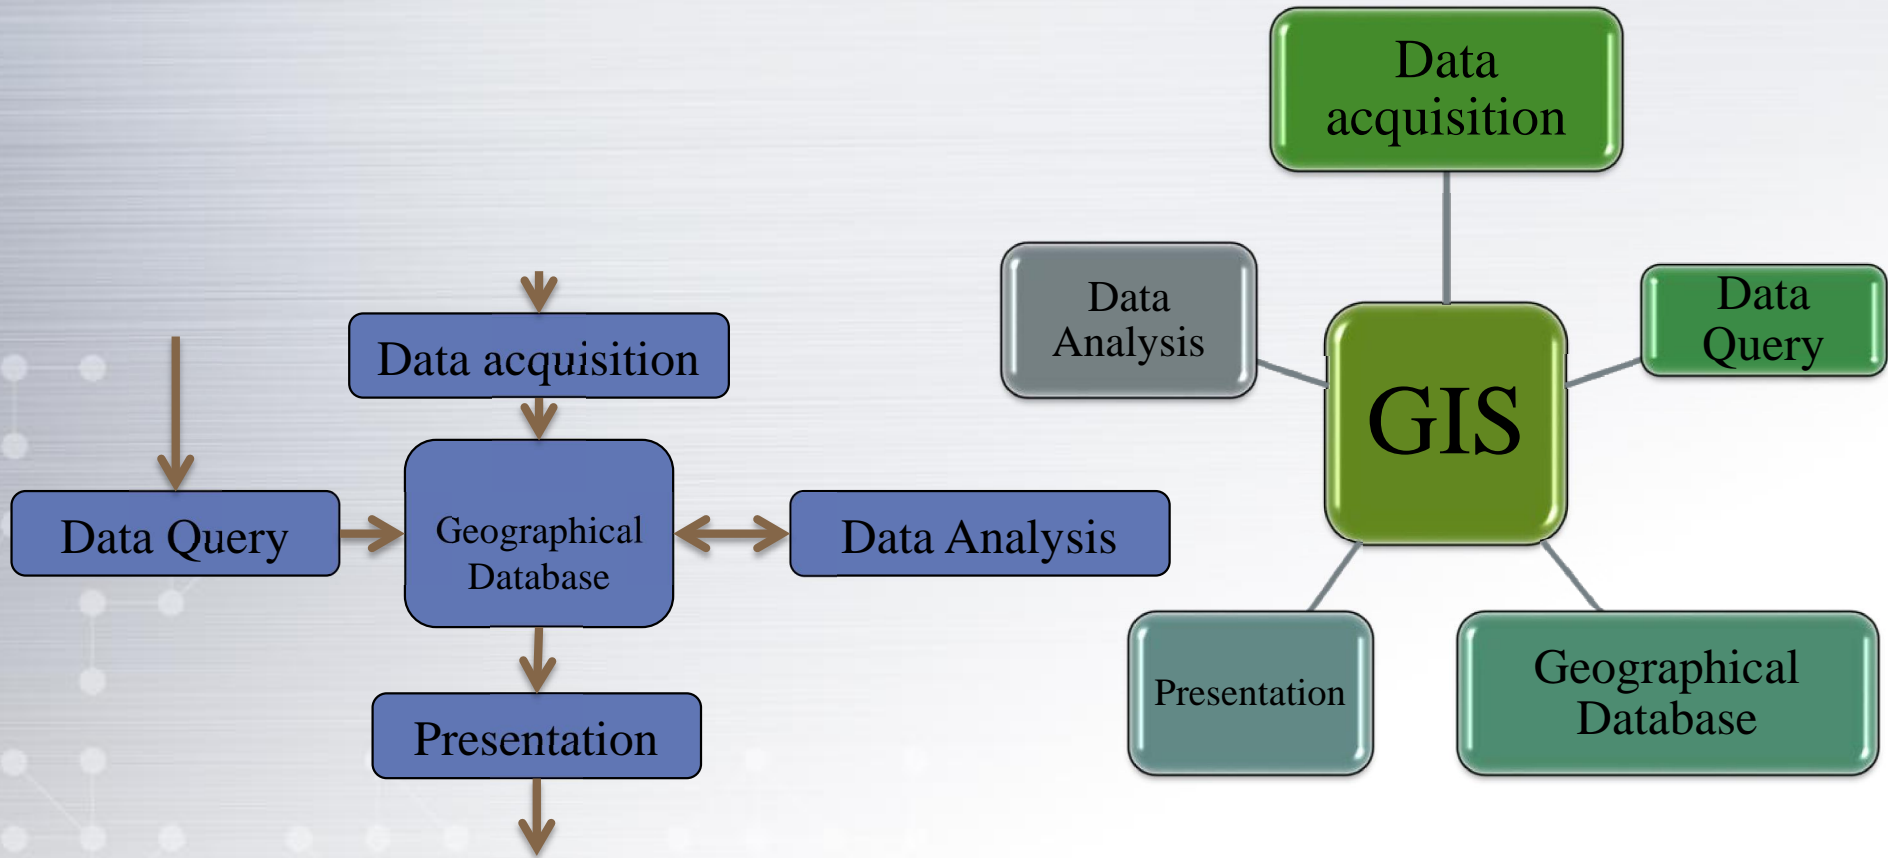 Data acquisition
Data Query
Geographical
Database
Data Analysis
Presentation
Data
acquisition
Data
Analysis
Data
Query
GIS
Presentation
Geographical
Database